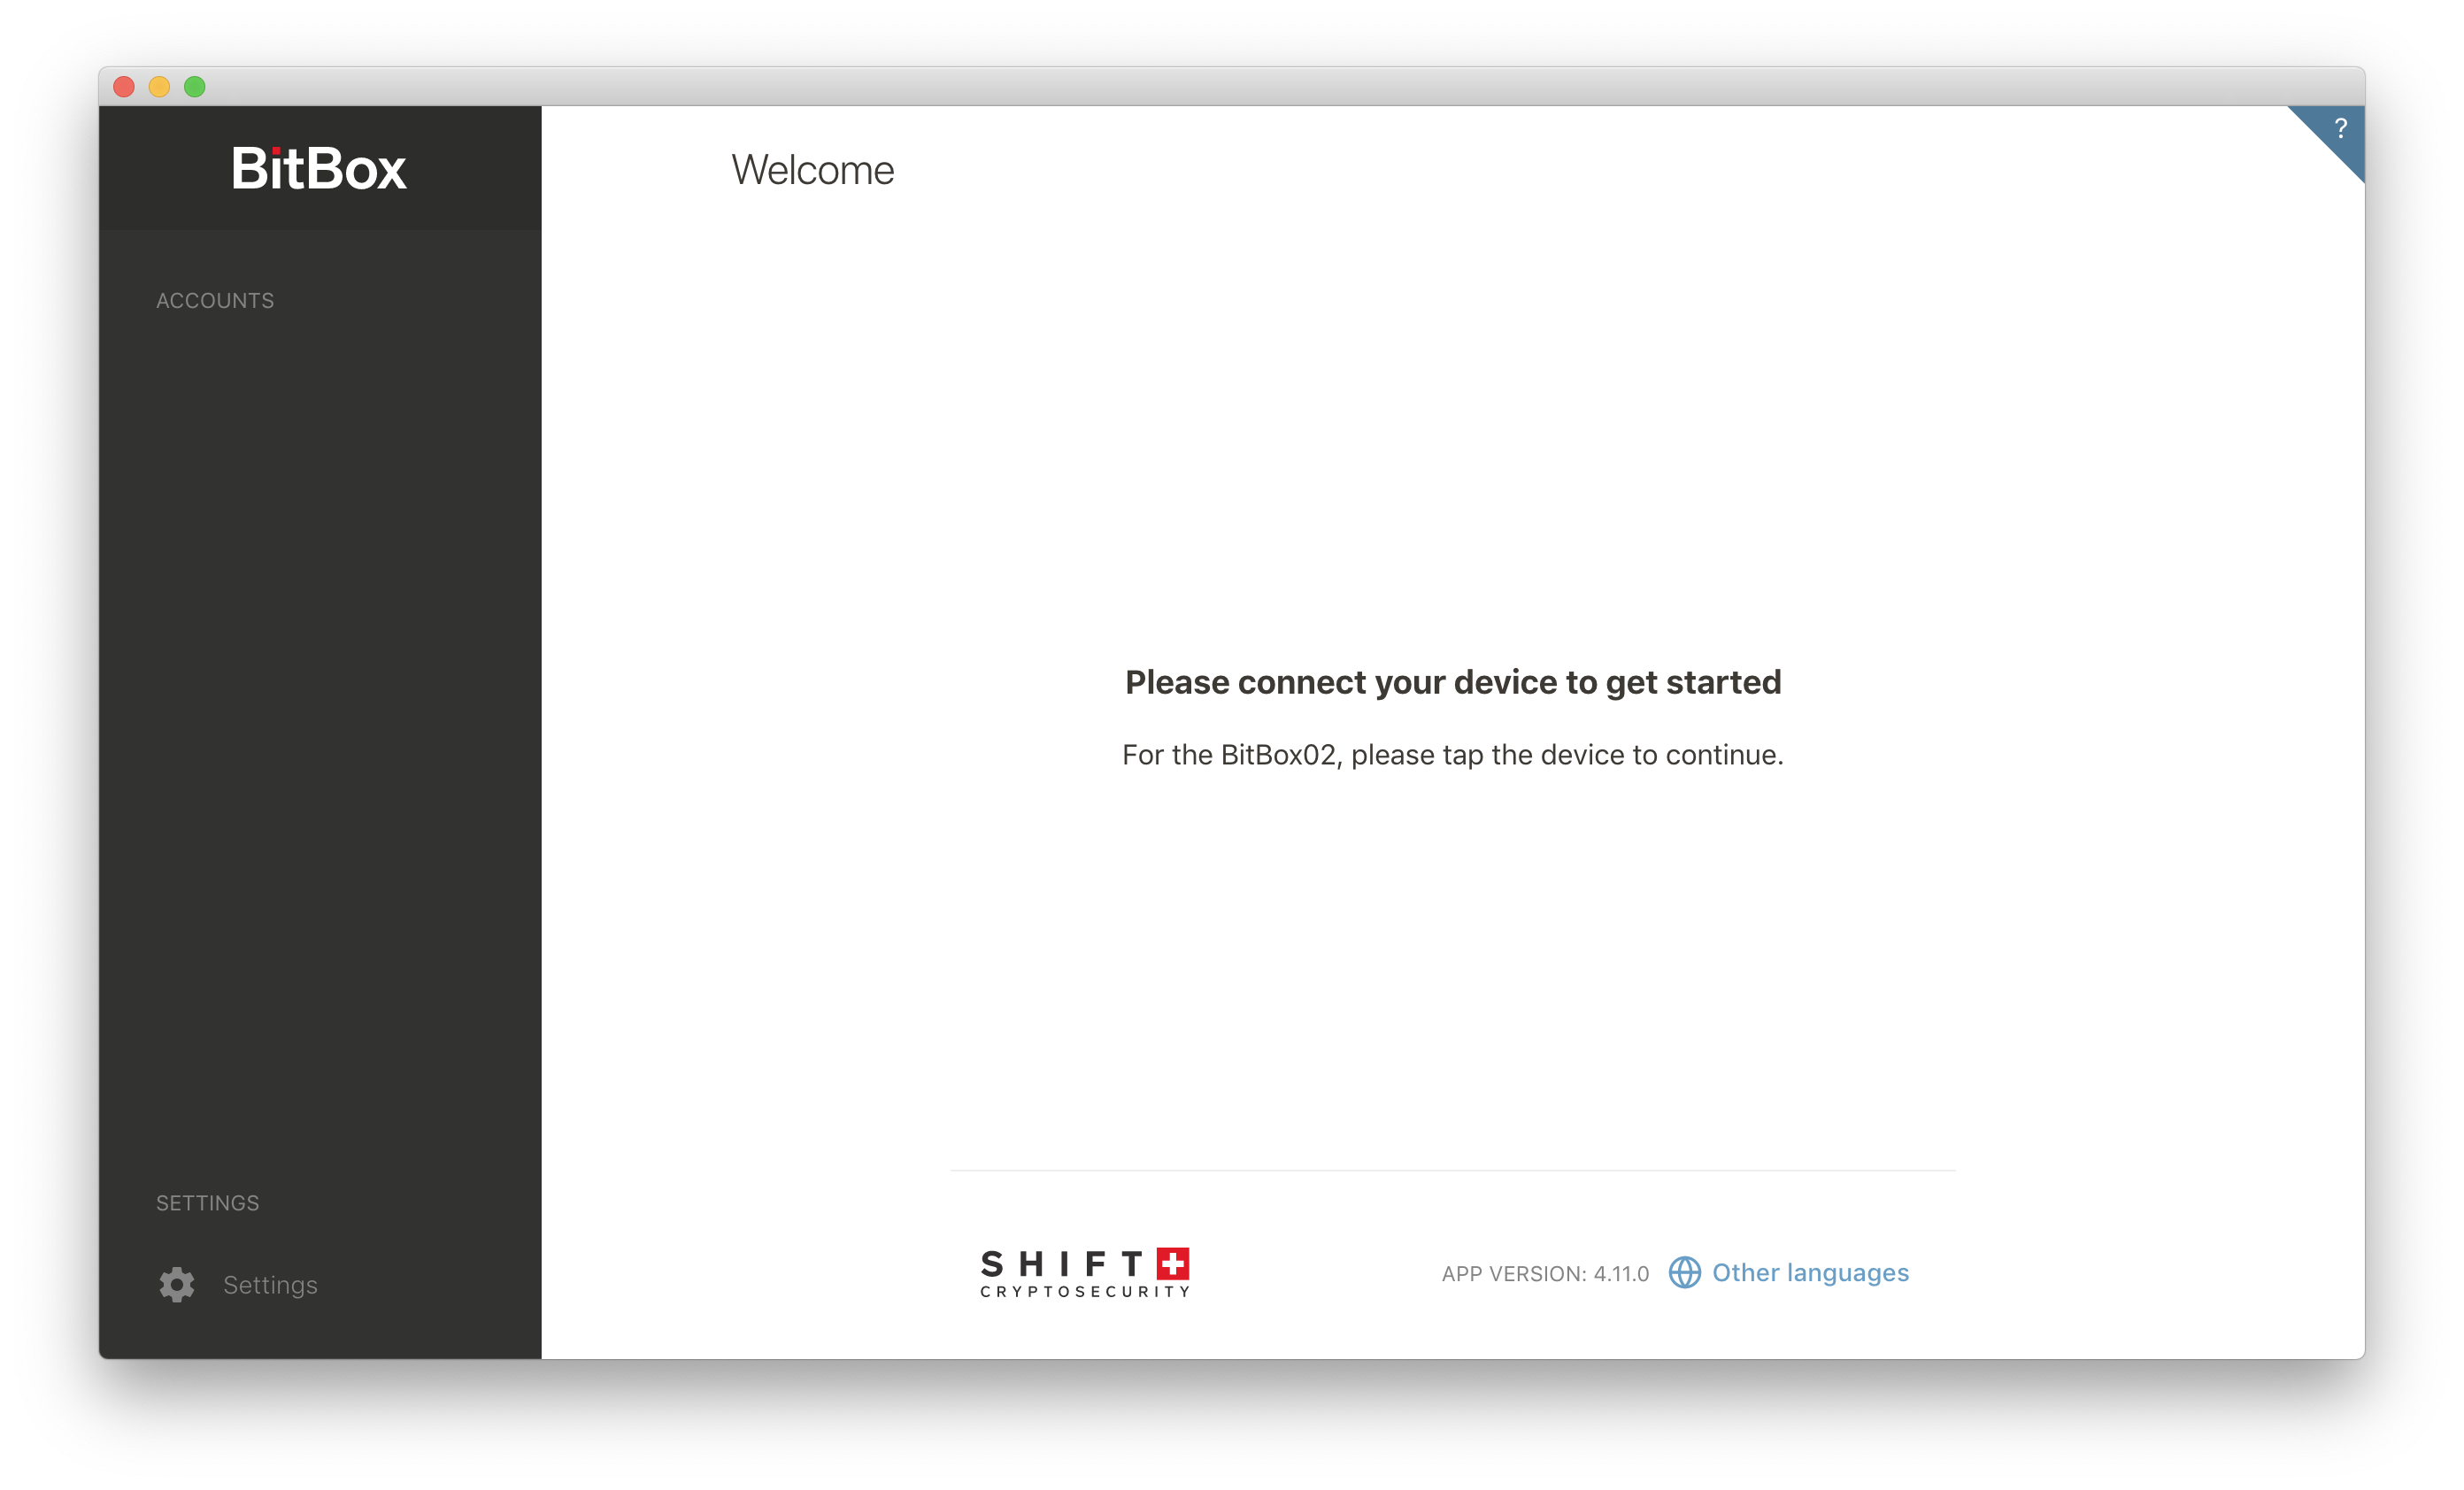 BitBox
ACCOUNTS
SETTINGS
Settings
Welcome
?
Please connect your device to get started
For the BitBox02, please tap the device to continue.
SHIFT
CRYPTOSECURITY
APP VERSION: 4.11.0
Other languages